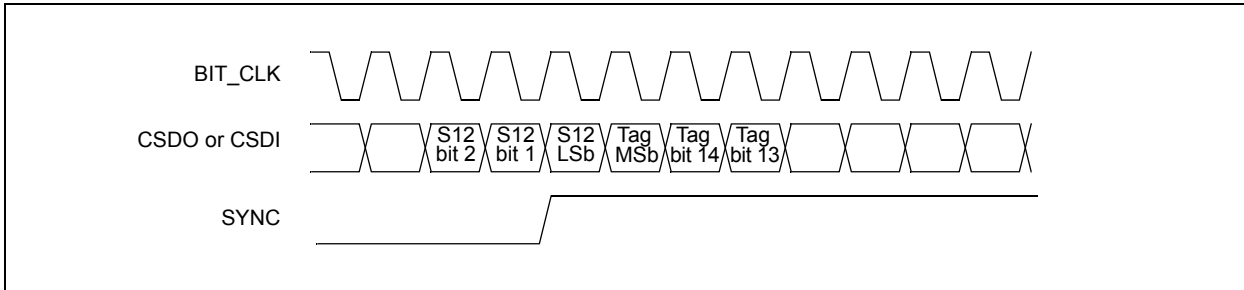 BIT_CLK
CSDO or CSDI
S12 S12 S12 Tag Tag Tag
bit 2 bit 1 LSb MSb bit 14 bit 13
SYNC